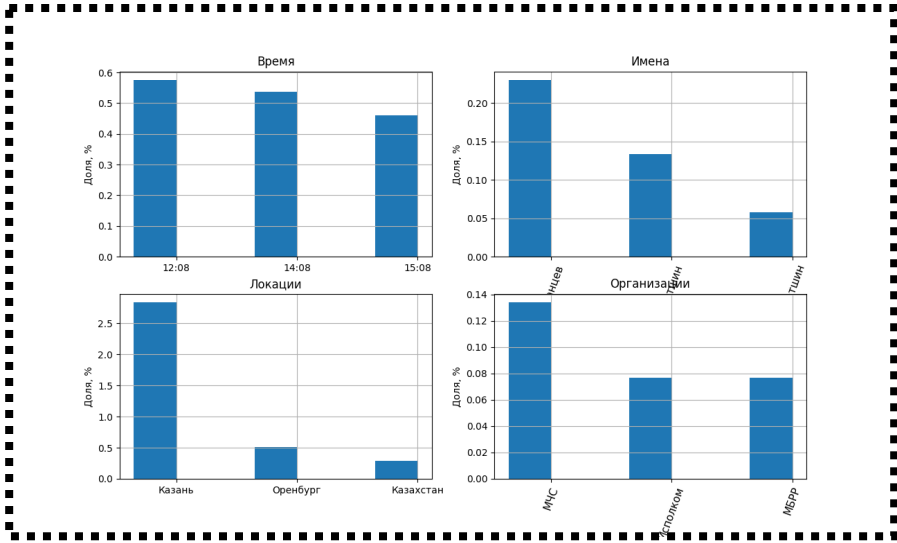 Время
Доля, %
0.6
0.5
0.4
0.3
0.2
0.1
0.0
12:08
14:08
15:08
Имена
Доля, %
0.20
0.15
0.10
0.05
0.00
Локации
Доля, %
2.5
2.0
1.5
1.0
0.5
0.0
Казань
Оренбург
Казахстан
Организации
Доля, %
0.14
0.12
0.10
0.08
0.06
0.04
0.02
0.00
МЧС
Исполком
МБРР